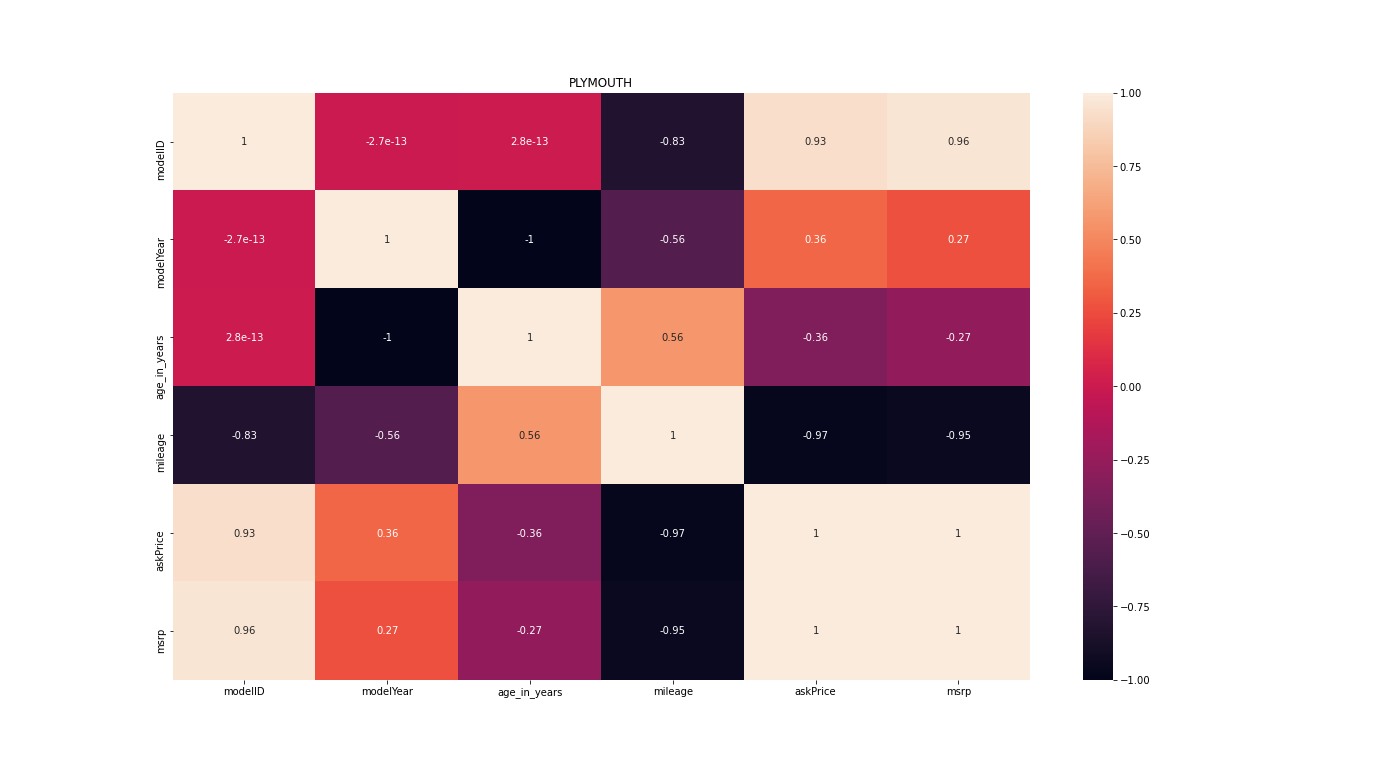 PLYMOUTH
modelID 1 -2.7e-13 2.8e-13 -0.83 0.93 0.96
modelYear -2.7e-13 1 -1 -0.56 0.36 0.27
age_in_years 2.8e-13 -1 1 0.56 -0.36 -0.27
mileage -0.83 -0.56 0.56 1 -0.97 -0.95
askPrice 0.93 0.36 -0.36 -0.97 1 1
msrp 0.96 0.27 -0.27 -0.95 1 1
modelID modelYear age_in_years mileage askPrice msrp
1.00
0.75
0.50
0.25
0.00
−0.25
−0.50
−0.75
−1.00